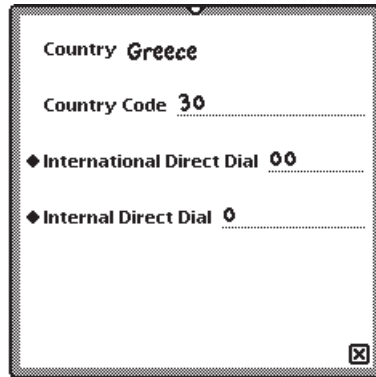 Country Greece
Country Code 30
◆International Direct Dial 00
◆Internal Direct Dial 0